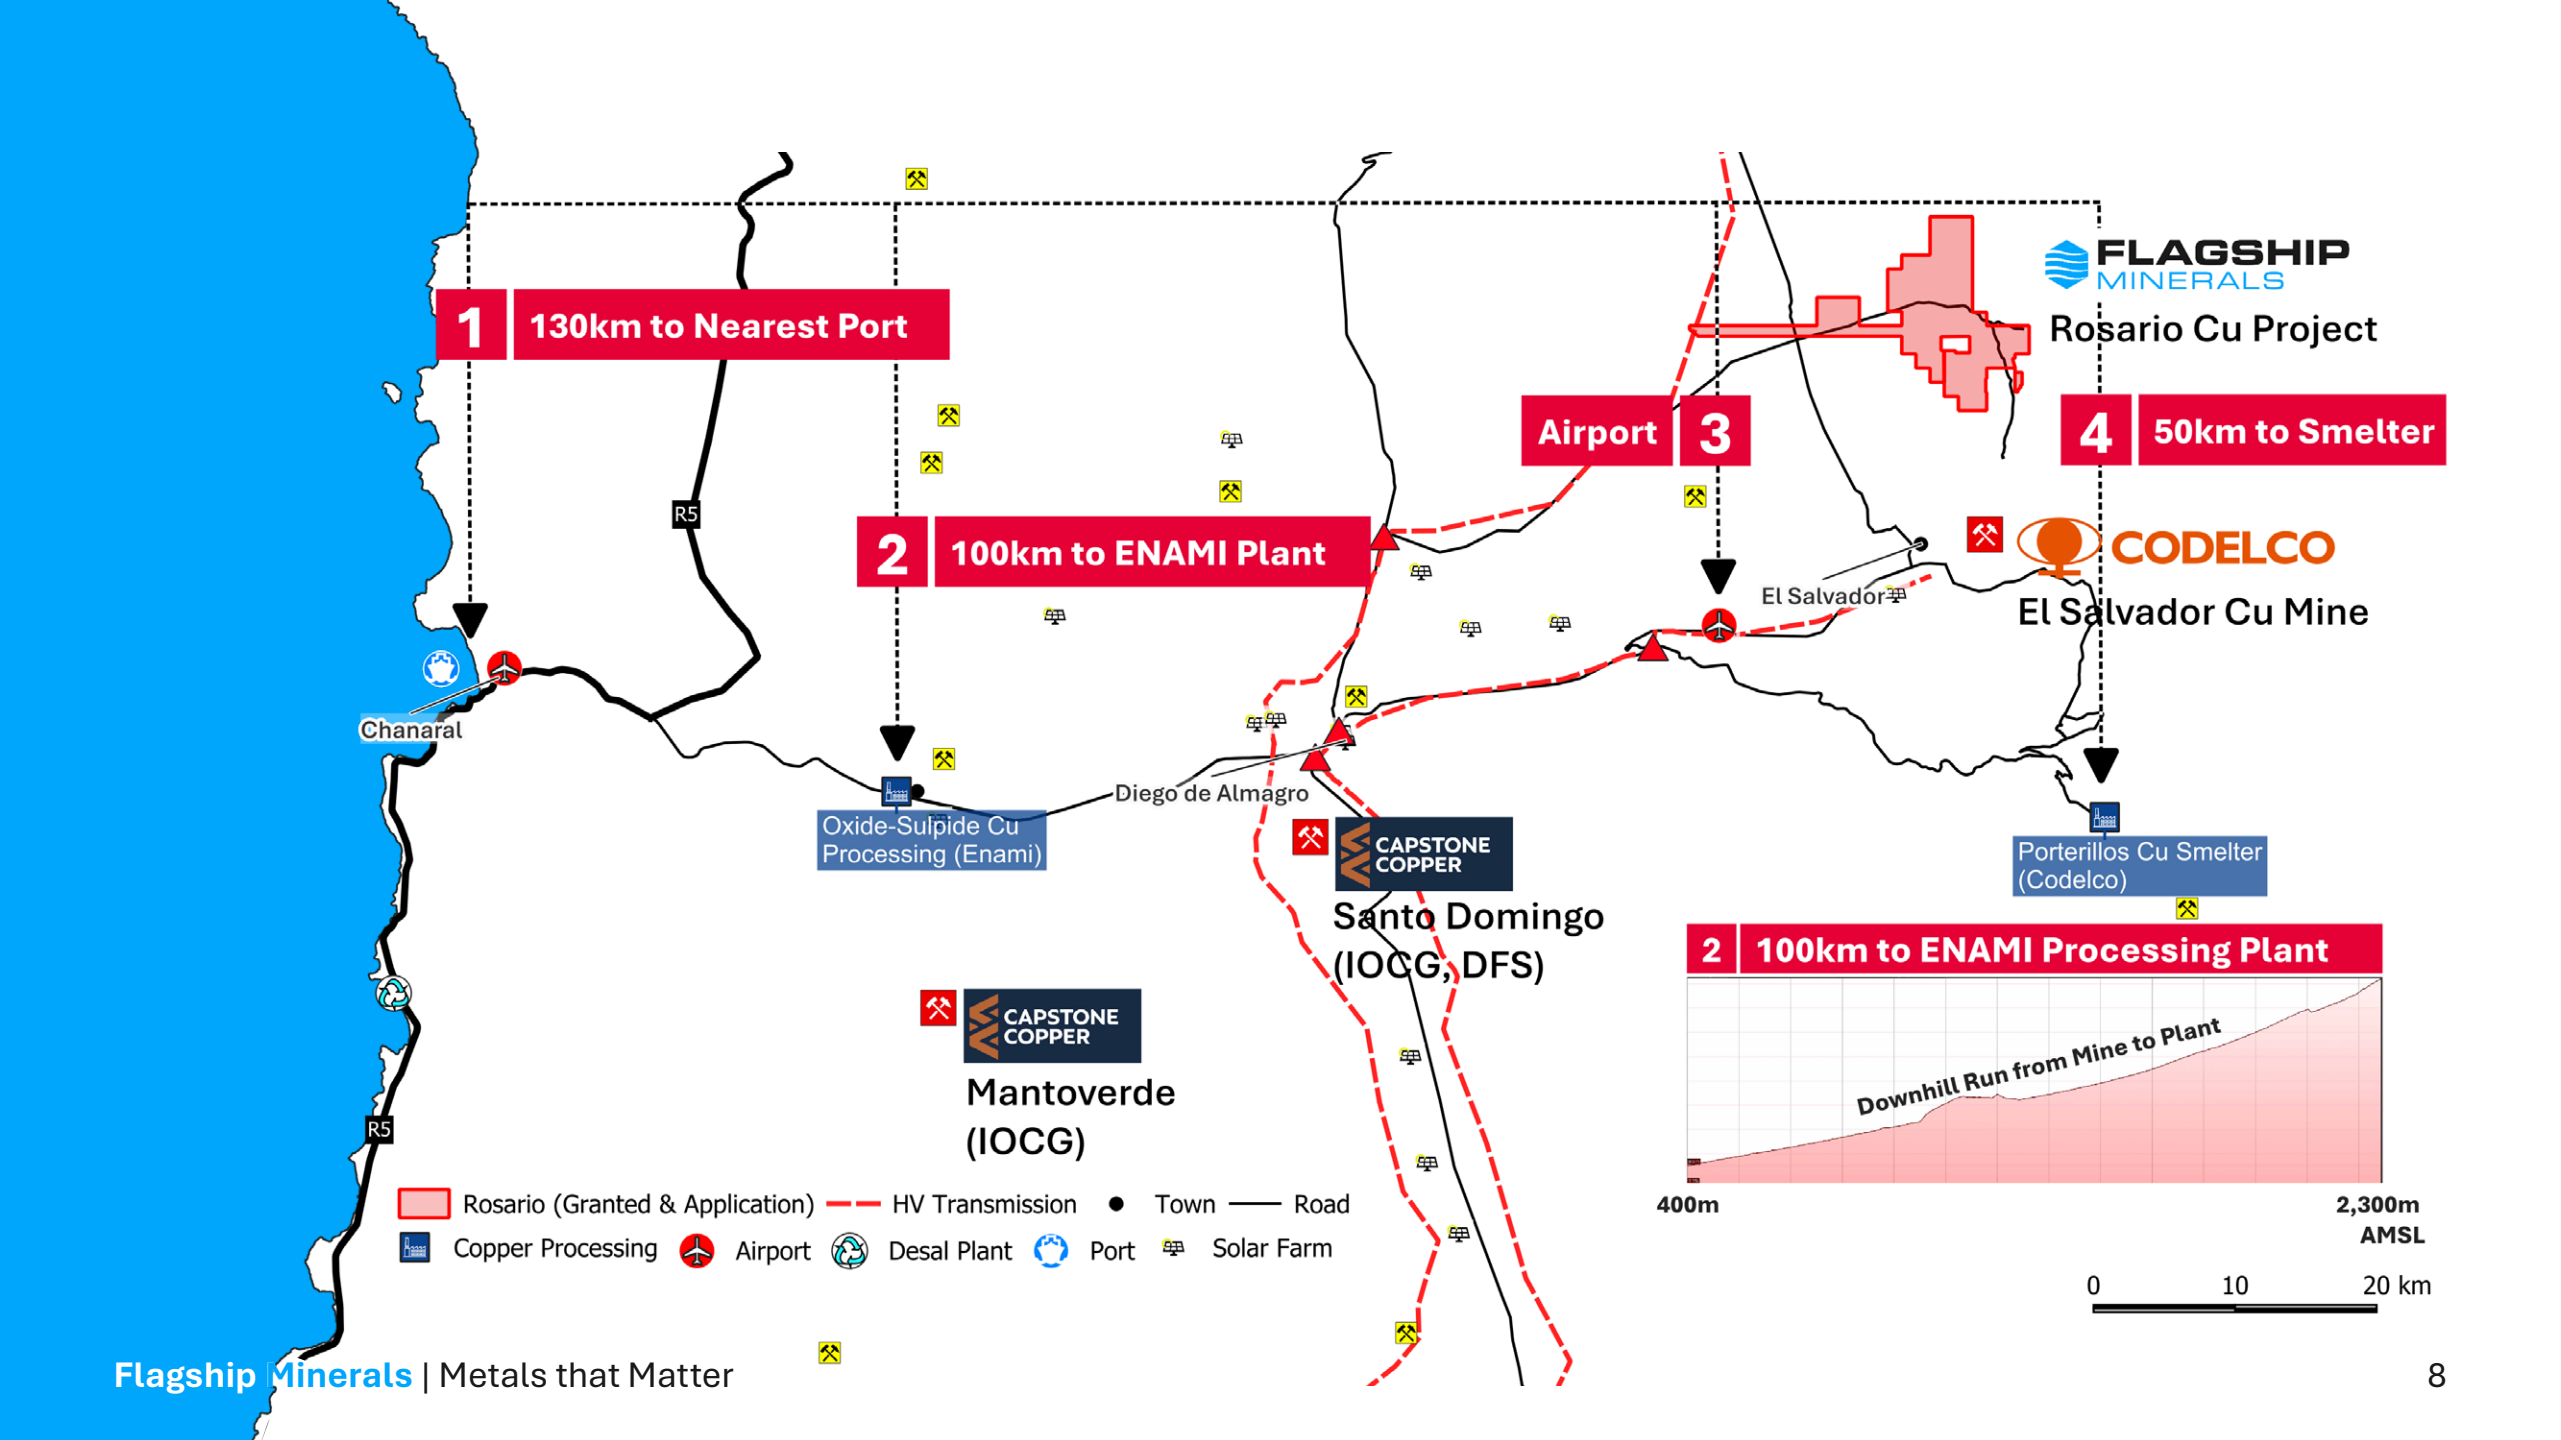 FLAGSHIP
MINERALS
Rosario Cu Project
1 130km to Nearest Port
Airport 3
4 50km to Smelter
R5
2 100km to ENAMI Plant
CODELCO
El Salvador
El Salvador Cu Mine
Chanaral
Diego de Almagro
Oxide-Sulpide Cu
Processing (Enami)
CAPSTONE
COPPER
Santo Domingo
(IOCG, DFS)
Porterillos Cu Smelter
(Codelco)
2 100km to ENAMI Processing Plant
Downhill Run from Mine to Plant
400m
2,300m
AMSL
CAPSTONE
COPPER
Mantoverde
(IOCG)
R5
Rosario (Granted & Application) HV Transmission Town Road
Copper Processing Airport Desal Plant Port Solar Farm
0 10 20 km
Flagship Minerals | Metals that Matter
8